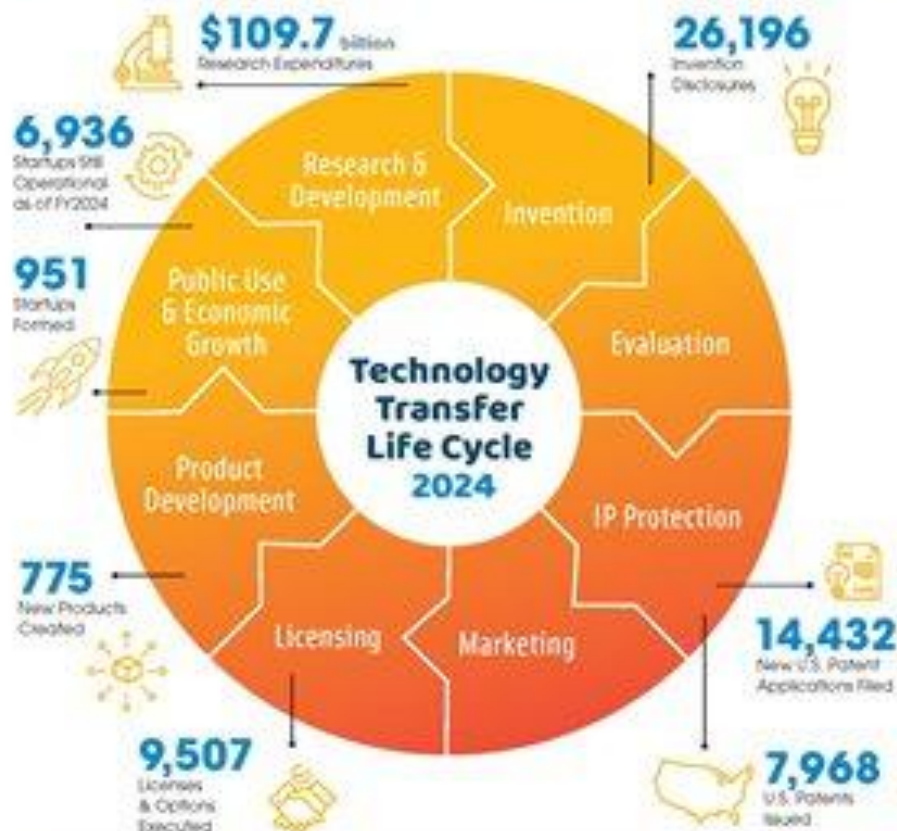 $109.7 billion
Research Expenditures
26,196
Invention
Disclosures
6,936
Startups Still
Operational
as of FY2024
951
Startups
Formed
Research &
Development
Invention
Public Use
& Economic
Growth
Evaluation
Technology
Transfer
Life Cycle
2024
Product
Development
IP Protection
775
New Products
Created
Licensing
Marketing
14,432
New U.S. Patent
Applications Filed
9,507
Licenses
& Options
Executed
7,968
U.S. Patents
Issued